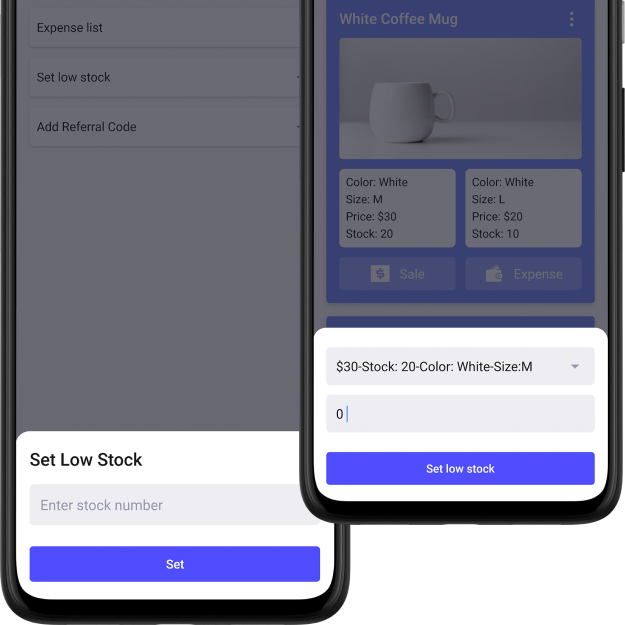 Expense list
Set low stock
Add Referral Code
Set Low Stock
Enter stock number
Set
White Coffee Mug
Color: White
Size: M
Price: $30
Stock: 20
Color: White
Size: L
Price: $20
Stock: 10
Sale
Expense
$30-Stock: 20-Color: White-Size:M
0
Set low stock